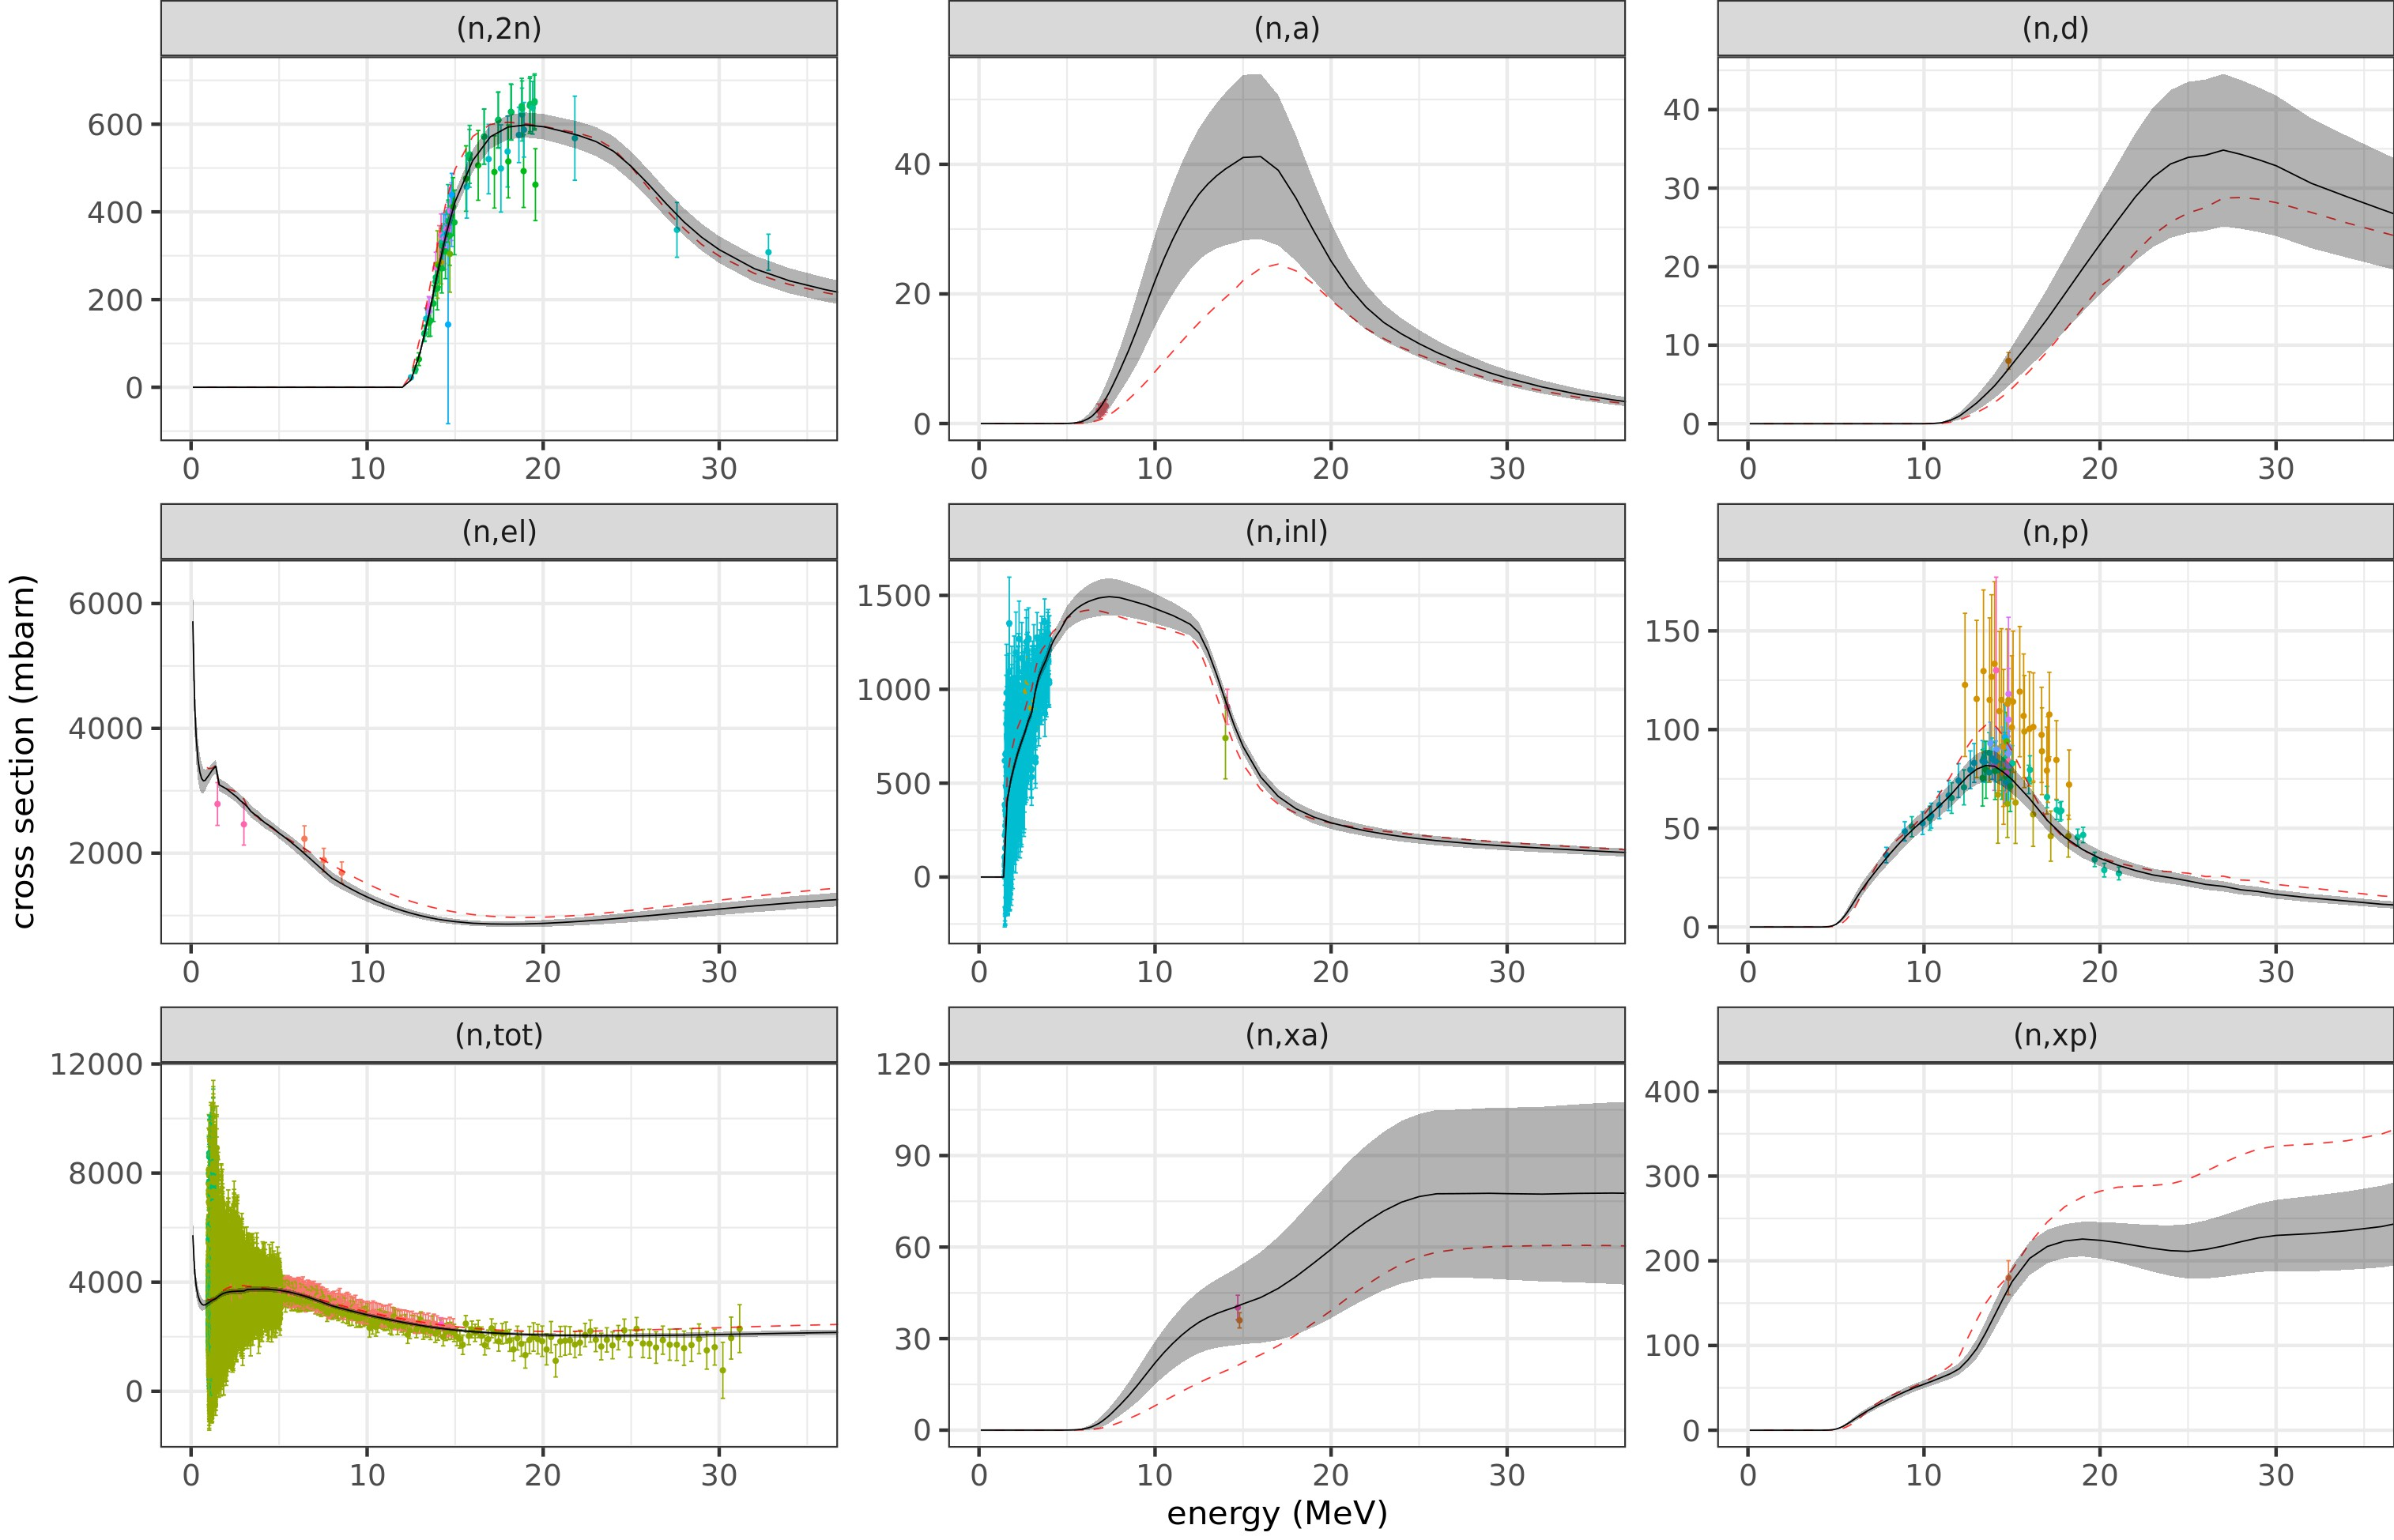 (n,2n) (n,a) (n,d)
600
400
200
0
0 10 20 30
40
20
0
0 10 20 30
40
30
20
10
0
0 10 20 30
(n,el) (n,inl) (n,p)
cross section (mbarn)
6000
4000
2000
0 10 20 30
1500
1000
500
0
0 10 20 30
150
100
50
0
0 10 20 30
(n,tot) (n,xa) (n,xp)
12000
8000
4000
0
0 10 20 30
120
90
60
30
0
0 10 20 30
400
300
200
100
0
0 10 20 30
energy (MeV)